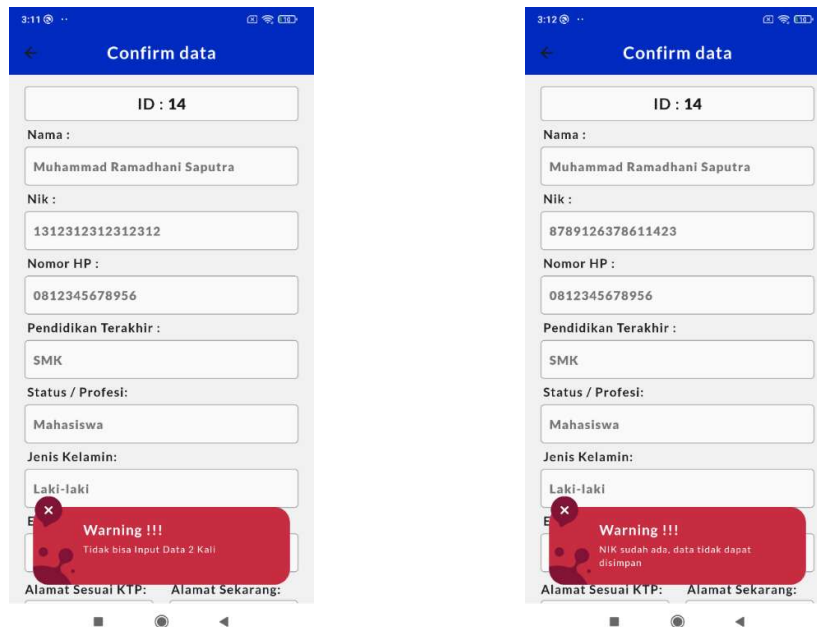 3:11
Confirm data
ID : 14
Nama :
Muhammad Ramadhani Saputra
Nik :
1312312312312312
Nomor HP :
0812345678956
Pendidikan Terakhir :
SMK
Status / Profesi:
Mahasiswa
Jenis Kelamin:
Laki-laki
Warning !!!
Tidak bisa Input Data 2 Kali
Alamat Sesuai KTP: Alamat Sekarang:
3:12
Confirm data
ID : 14
Nama :
Muhammad Ramadhani Saputra
Nik :
8789126378611423
Nomor HP :
0812345678956
Pendidikan Terakhir :
SMK
Status / Profesi:
Mahasiswa
Jenis Kelamin:
Laki-laki
Warning !!!
NIK sudah ada, data tidak dapat
disimpan
Alamat Sesuai KTP: Alamat Sekarang: